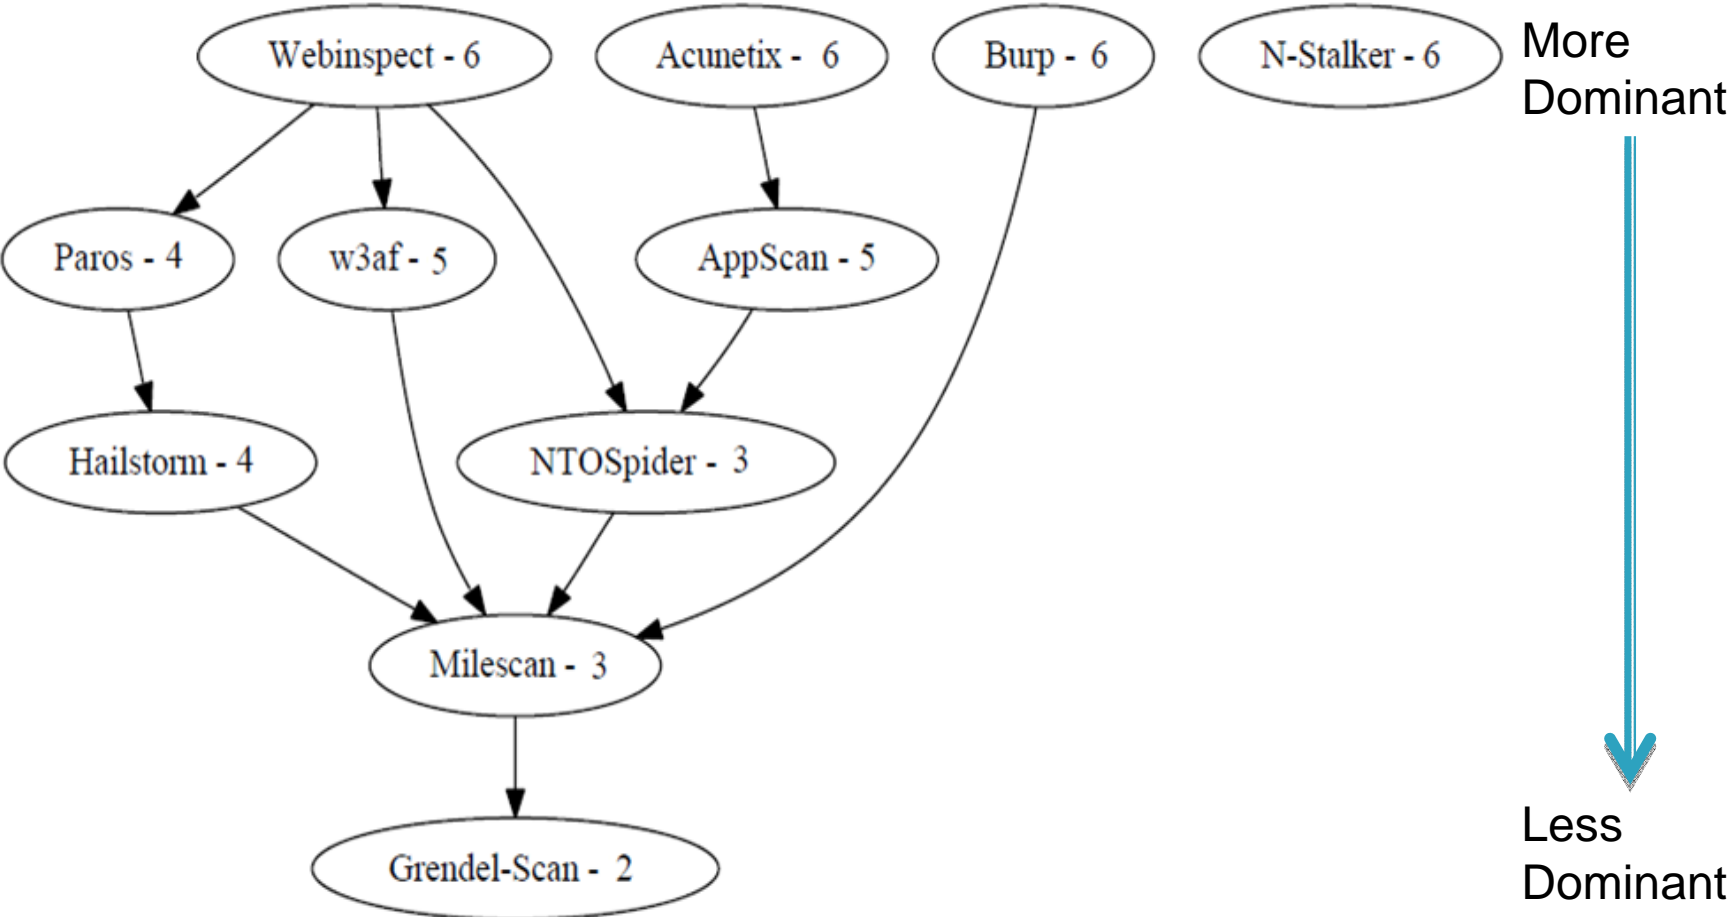 Webinspect - 6
Acunetix - 6
Burp - 6
N-Stalker - 6
More
Dominant
Paros - 4
w3af - 5
AppScan - 5
Hailstorm - 4
NTOSpider - 3
Milescan - 3
Grendel-Scan - 2
Less
Dominant